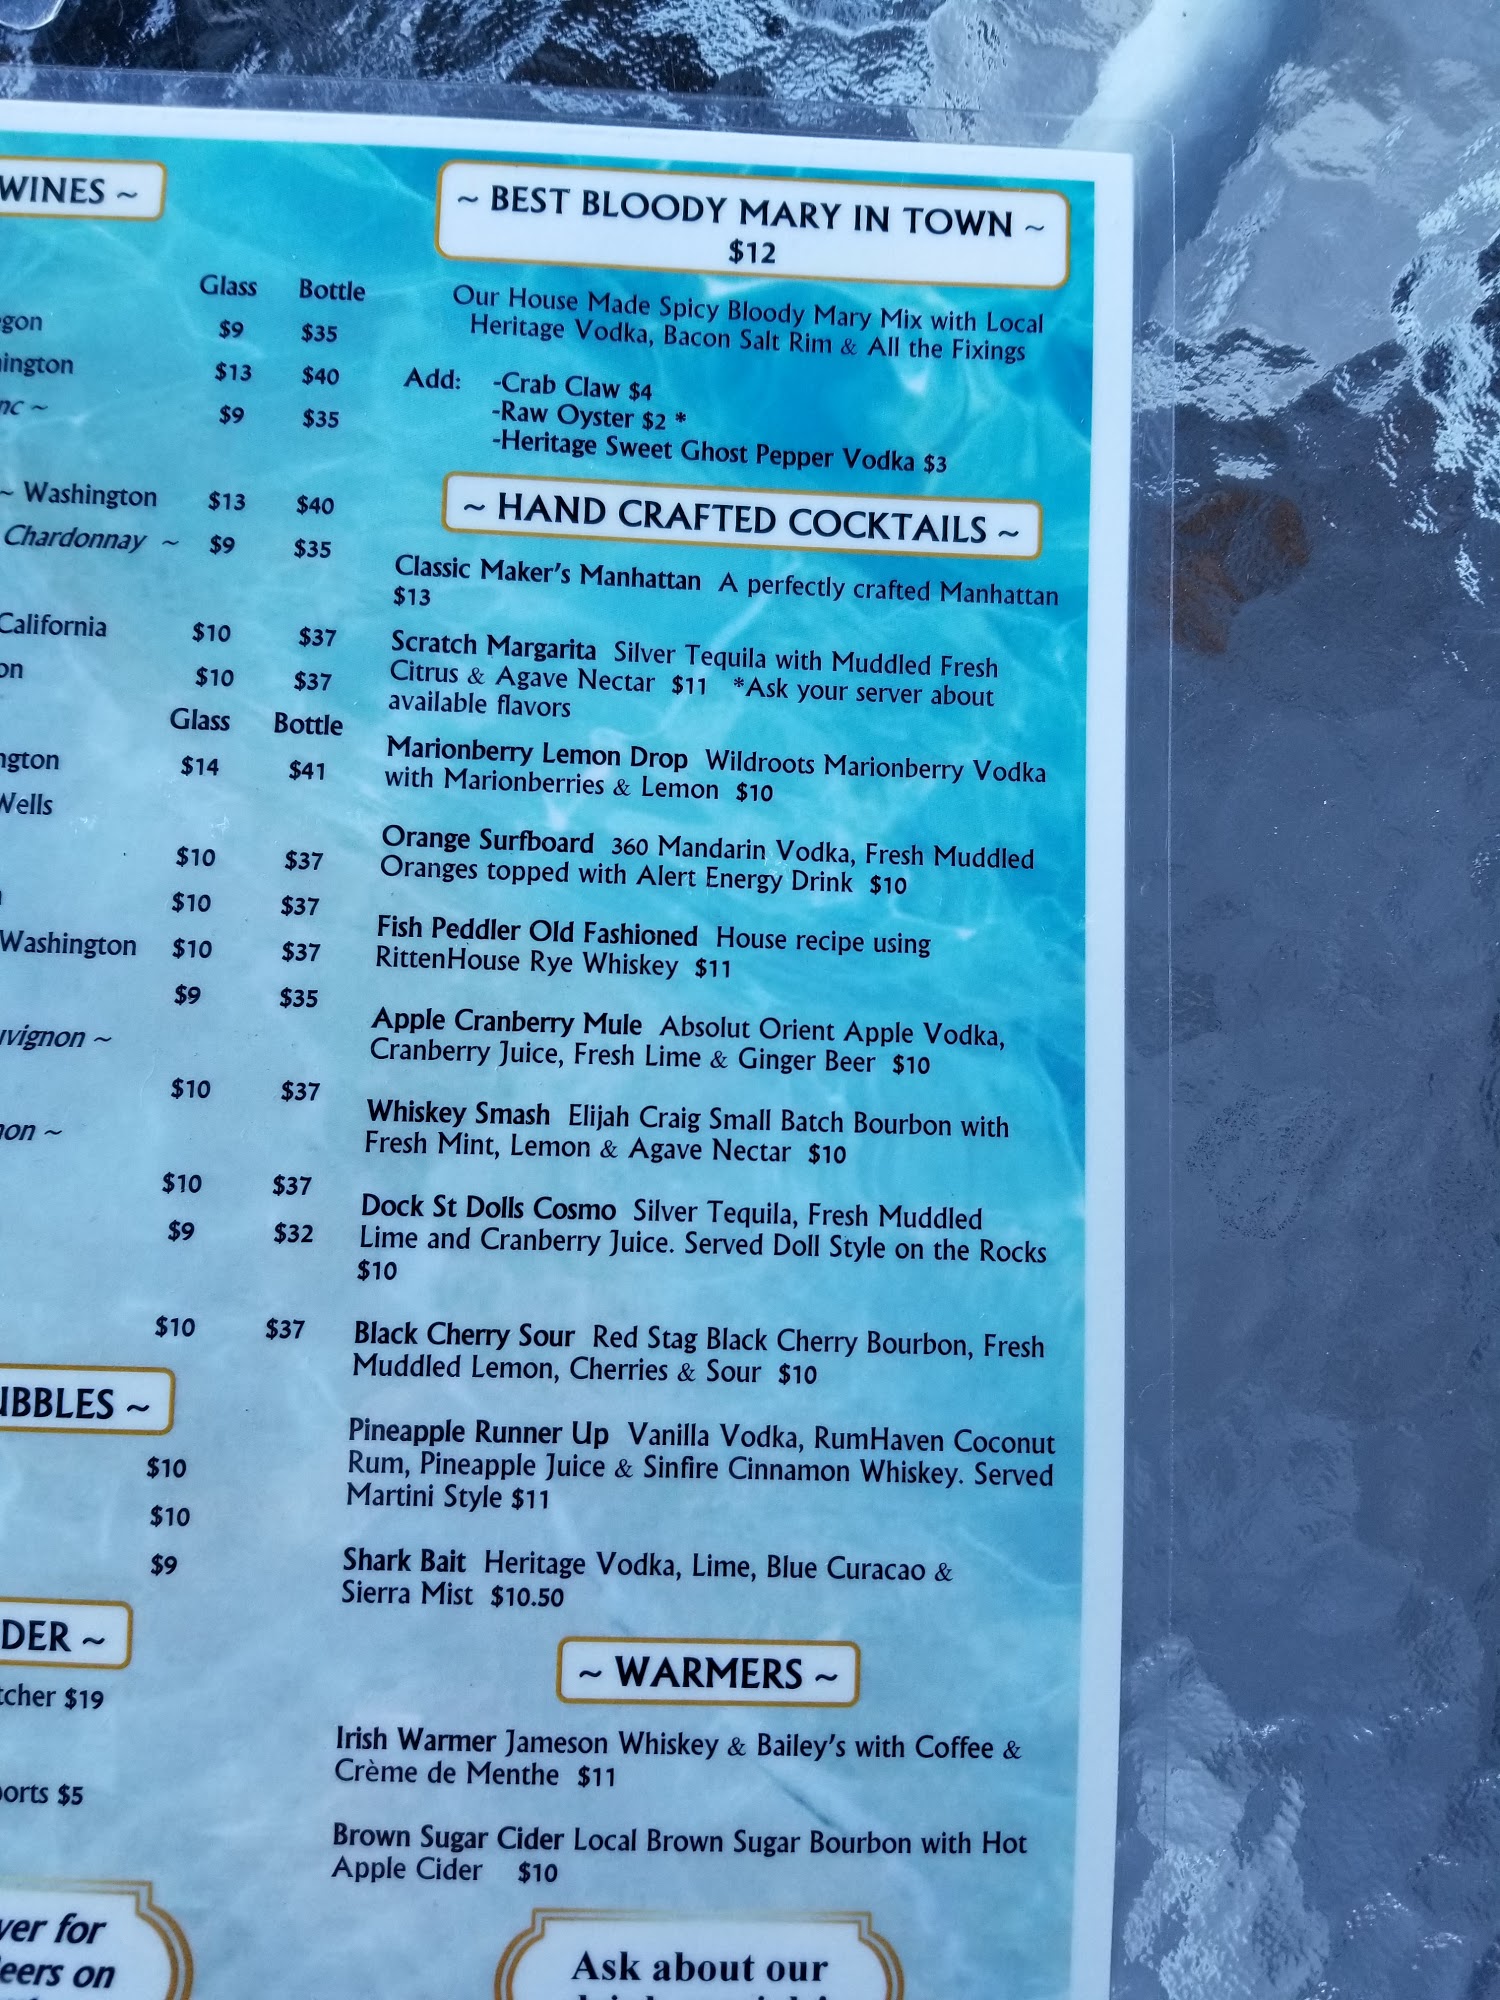 WINES ~
Glass Bottle
$9 $35
$13 $40
$9 $35
~ Washington $13 $40
Chardonnay ~ $9 $35
California $10 $37
$10 $37
Glass Bottle
$14 $41
Wells
$10 $37
$10 $37
Washington $10 $37
$9 $35
$10 $37
$10 $37
$9 $32
$10 $37
$10
$10
$9
$19
$5
for
on
~ BEST BLOODY MARY IN TOWN ~
$12
Our House Made Spicy Bloody Mary Mix with Local
Heritage Vodka, Bacon Salt Rim & All the Fixings
Add: -Crab Claw $4
-Raw Oyster $2 *
-Heritage Sweet Ghost Pepper Vodka $3
~ HAND CRAFTED COCKTAILS ~
Classic Maker's Manhattan A perfectly crafted Manhattan
$13
Scratch Margarita Silver Tequila with Muddled Fresh
Citrus & Agave Nectar $11 *Ask your server about
available flavors
Marionberry Lemon Drop Wildroots Marionberry Vodka
with Marionberries & Lemon $10
Orange Surfboard 360 Mandarin Vodka, Fresh Muddled
Oranges topped with Alert Energy Drink $10
Fish Peddler Old Fashioned House recipe using
RittenHouse Rye Whiskey $11
Apple Cranberry Mule Absolut Orient Apple Vodka,
Cranberry Juice, Fresh Lime & Ginger Beer $10
Whiskey Smash Elijah Craig Small Batch Bourbon with
Fresh Mint, Lemon & Agave Nectar $10
Dock St Dolls Cosmo Silver Tequila, Fresh Muddled
Lime and Cranberry Juice. Served Doll Style on the Rocks
$10
Black Cherry Sour Red Stag Black Cherry Bourbon, Fresh
Muddled Lemon, Cherries & Sour $10
Pineapple Runner Up Vanilla Vodka, RumHaven Coconut
Rum, Pineapple Juice & Sinfire Cinnamon Whiskey. Served
Martini Style $11
Shark Bait Heritage Vodka, Lime, Blue Curacao &
Sierra Mist $10.50
~ WARMERS ~
Irish Warmer Jameson Whiskey & Bailey's with Coffee &
Crème de Menthe $11
Brown Sugar Cider Local Brown Sugar Bourbon with Hot
Apple Cider $10
Ask about our